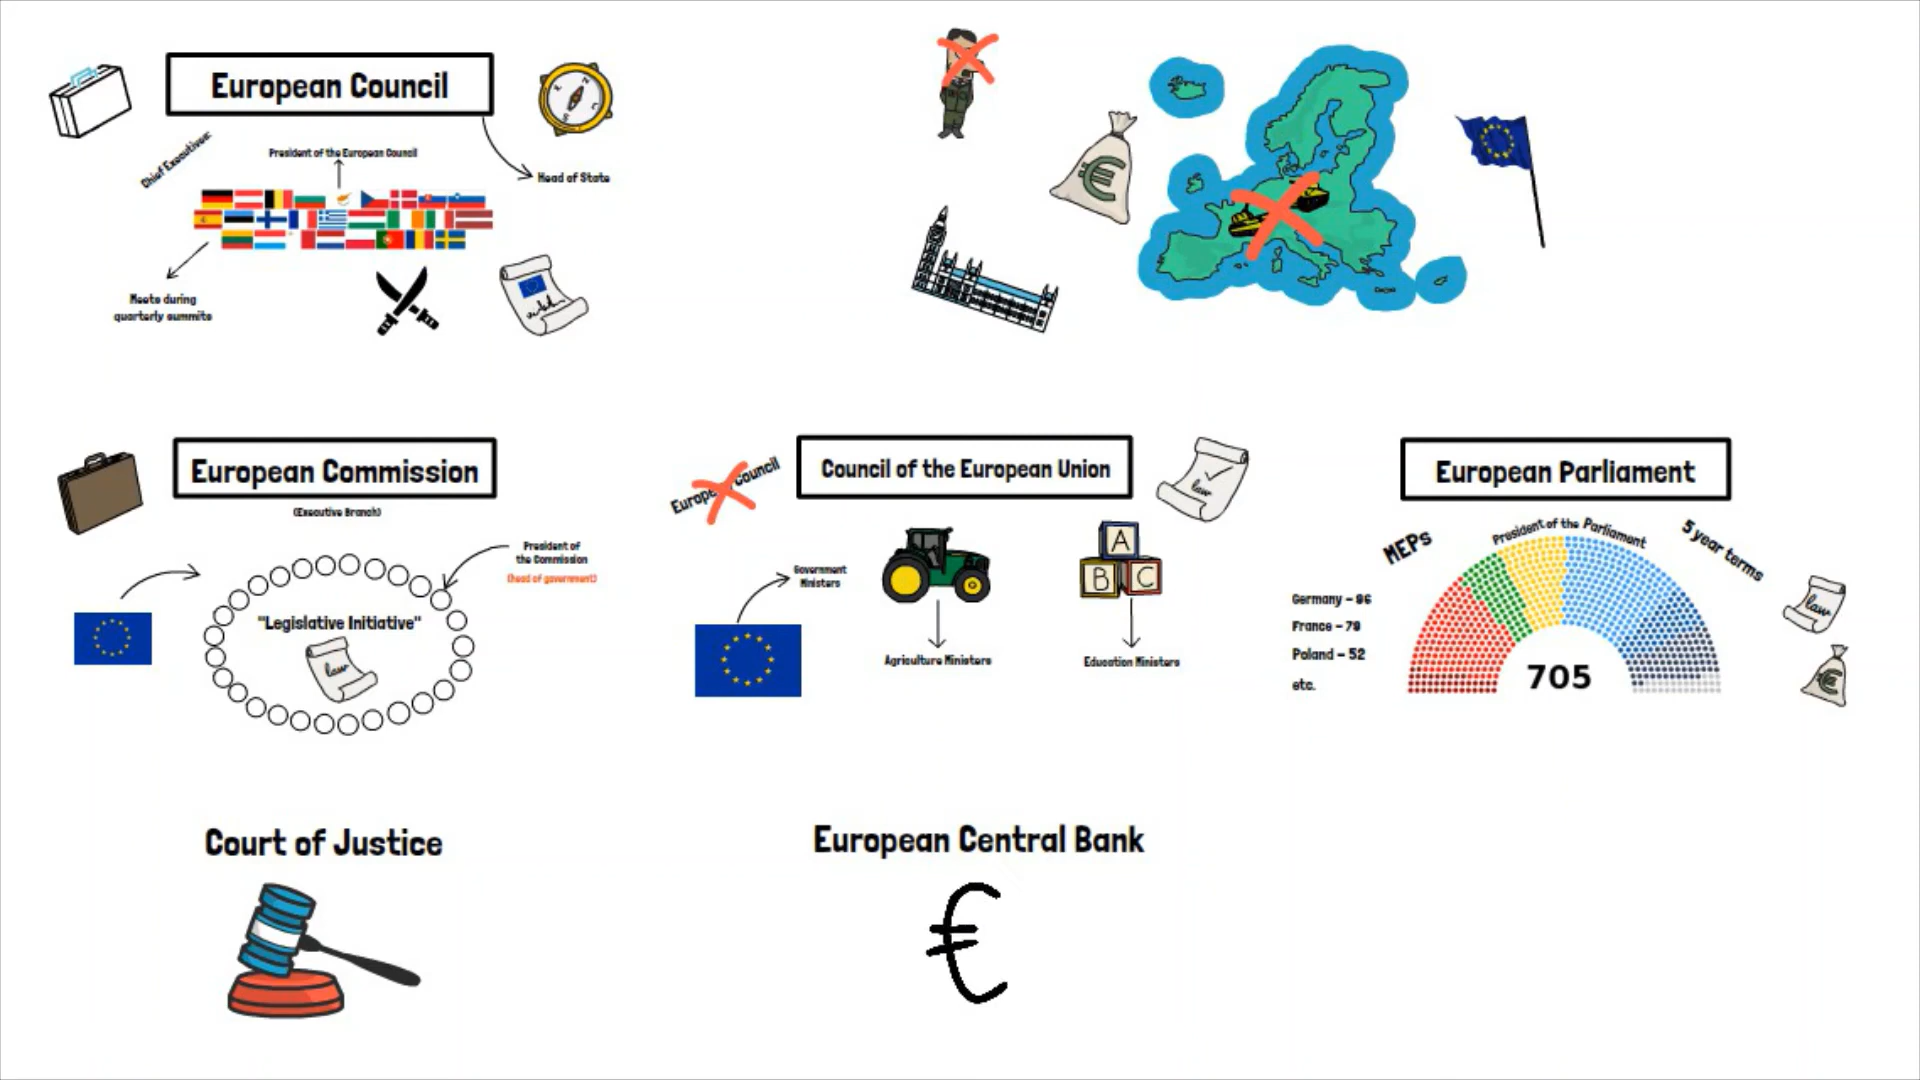 European Council
Chief Executives:
President of the European Council
Head of State
Meets during
quarterly summits
N
E
S
European Commission
(Executive Branch)
President of
the Commission
(head of government)
"Legislative Initiative"
law
European Council
Council of the European Union
law
Government
Ministers
A
B C
Agriculture Ministers
Education Ministers
European Parliament
MEPs
President of the Parliament
5 year terms
Germany - 96
France - 79
Poland - 52
etc.
705
law
€
€
Court of Justice
European Central Bank
€